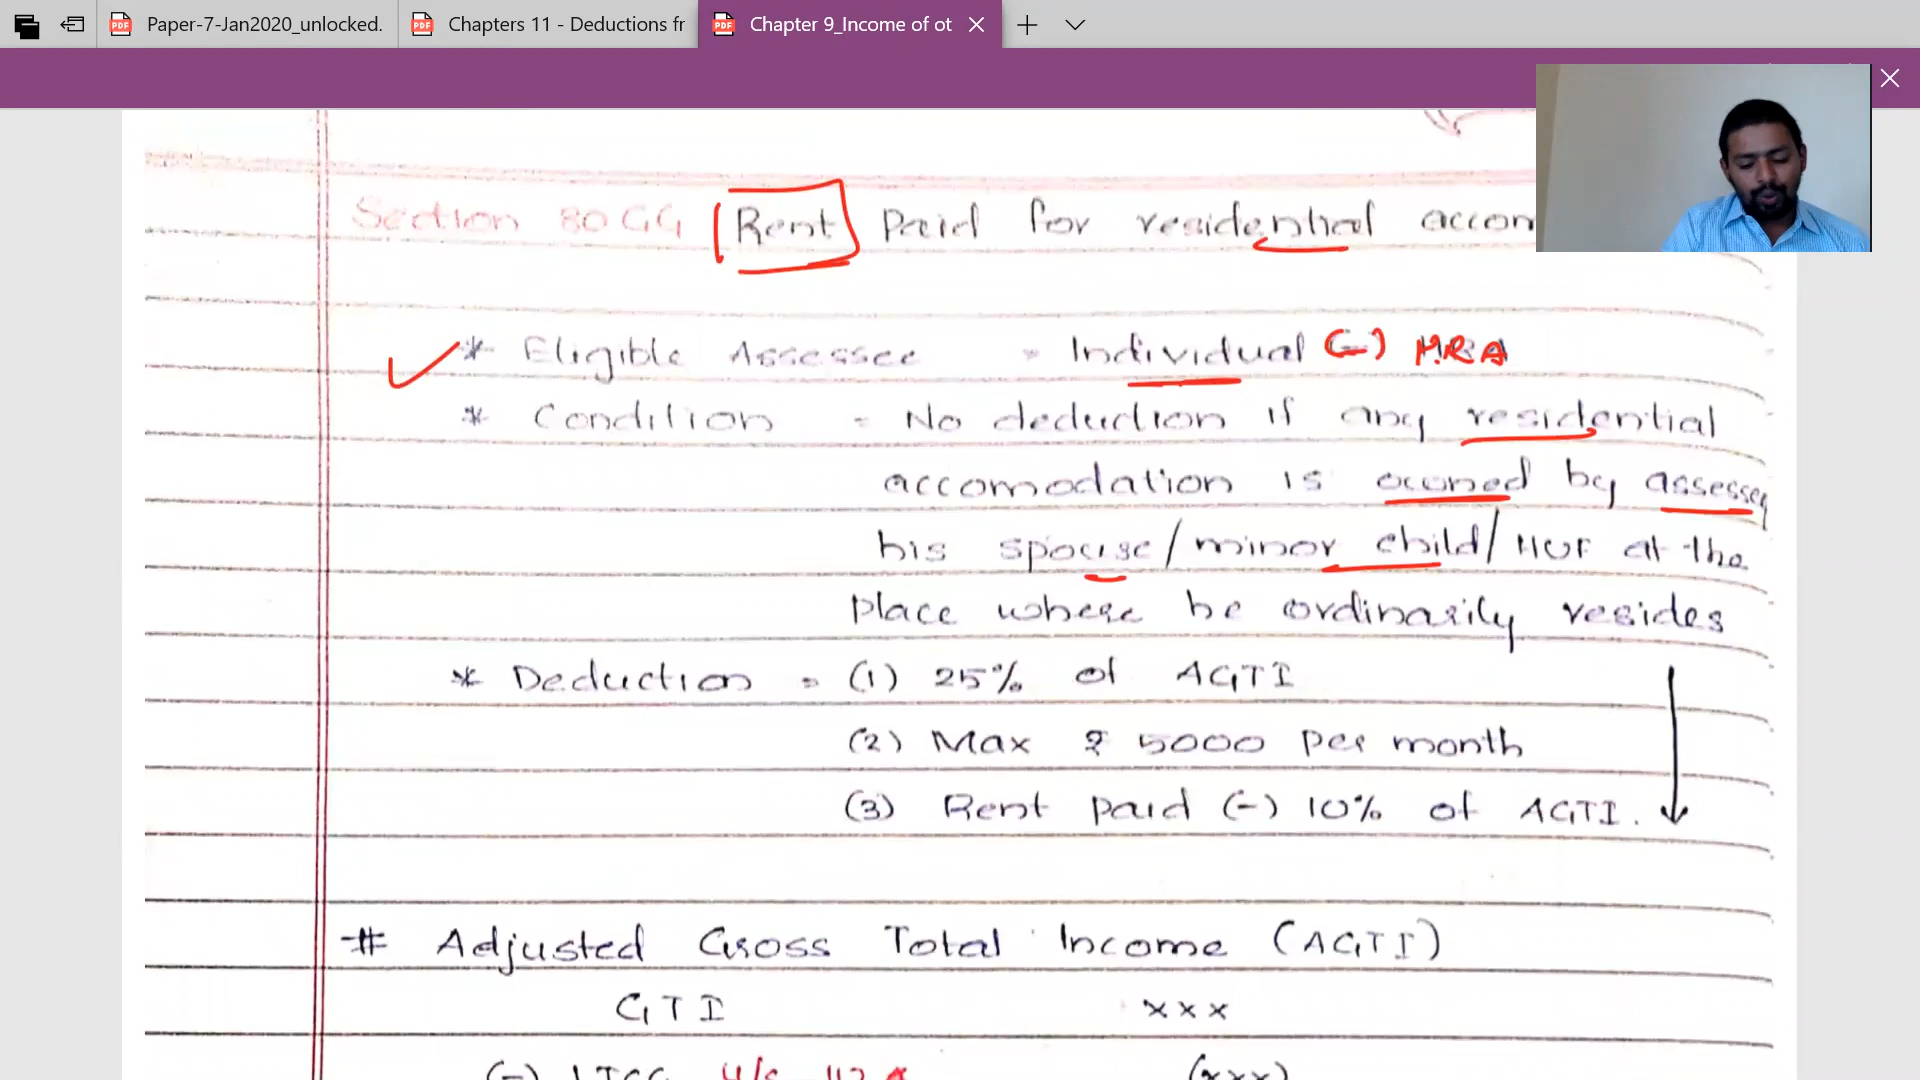 Paper-7-Jan2020_unlocked.
Chapters 11 - Deductions fr
Chapter 9_Income of ot
Section 80GG (Rent) Paid for residential accom
* Eligible Assessee = Individual (-) HRA
* Condition = No deduction if any residential
accomodation is owned by assessee
his spouse/minor child/HUF at the
place where he ordinarily resides
* Deduction = (1) 25% of AGTI
(2) Max ₹ 5000 per month
(3) Rent paid (-) 10% of AGTI.
# Adjusted Gross Total Income (AGTI)
GTI xxx
(-) LTCG u/s 112A (xxx)